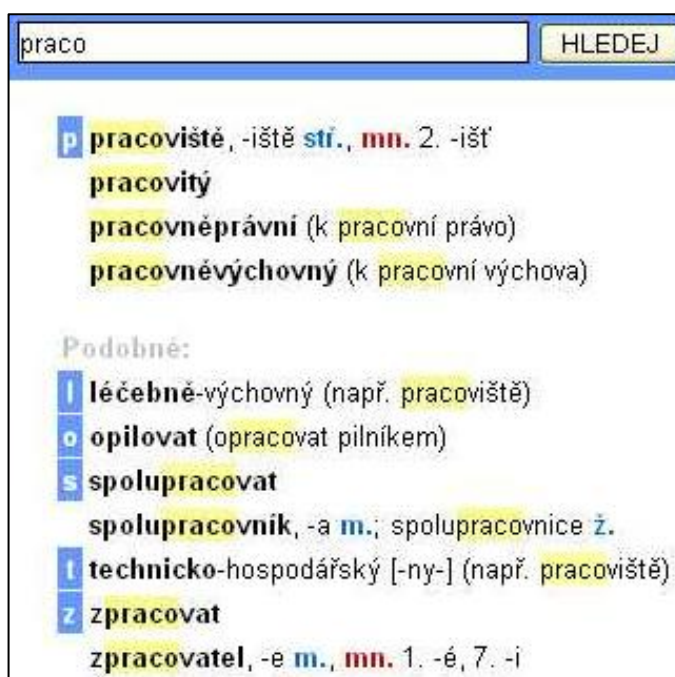 praco HLEDEJ
p pracoviště, -iště stř., mn. 2. -išť
pracovitý
pracovněprávní (k pracovní právo)
pracovněvýchovný (k pracovní výchova)
Podobné:
l léčebně-výchovný (např. pracoviště)
o opilovat (opracovat pilníkem)
s spolupracovat
spolupracovník, -a m.; spolupracovnice ž.
t technicko-hospodářský [-ny-] (např. pracoviště)
z zpracovat
zpracovatel, -e m., mn. 1. -é, 7. -i